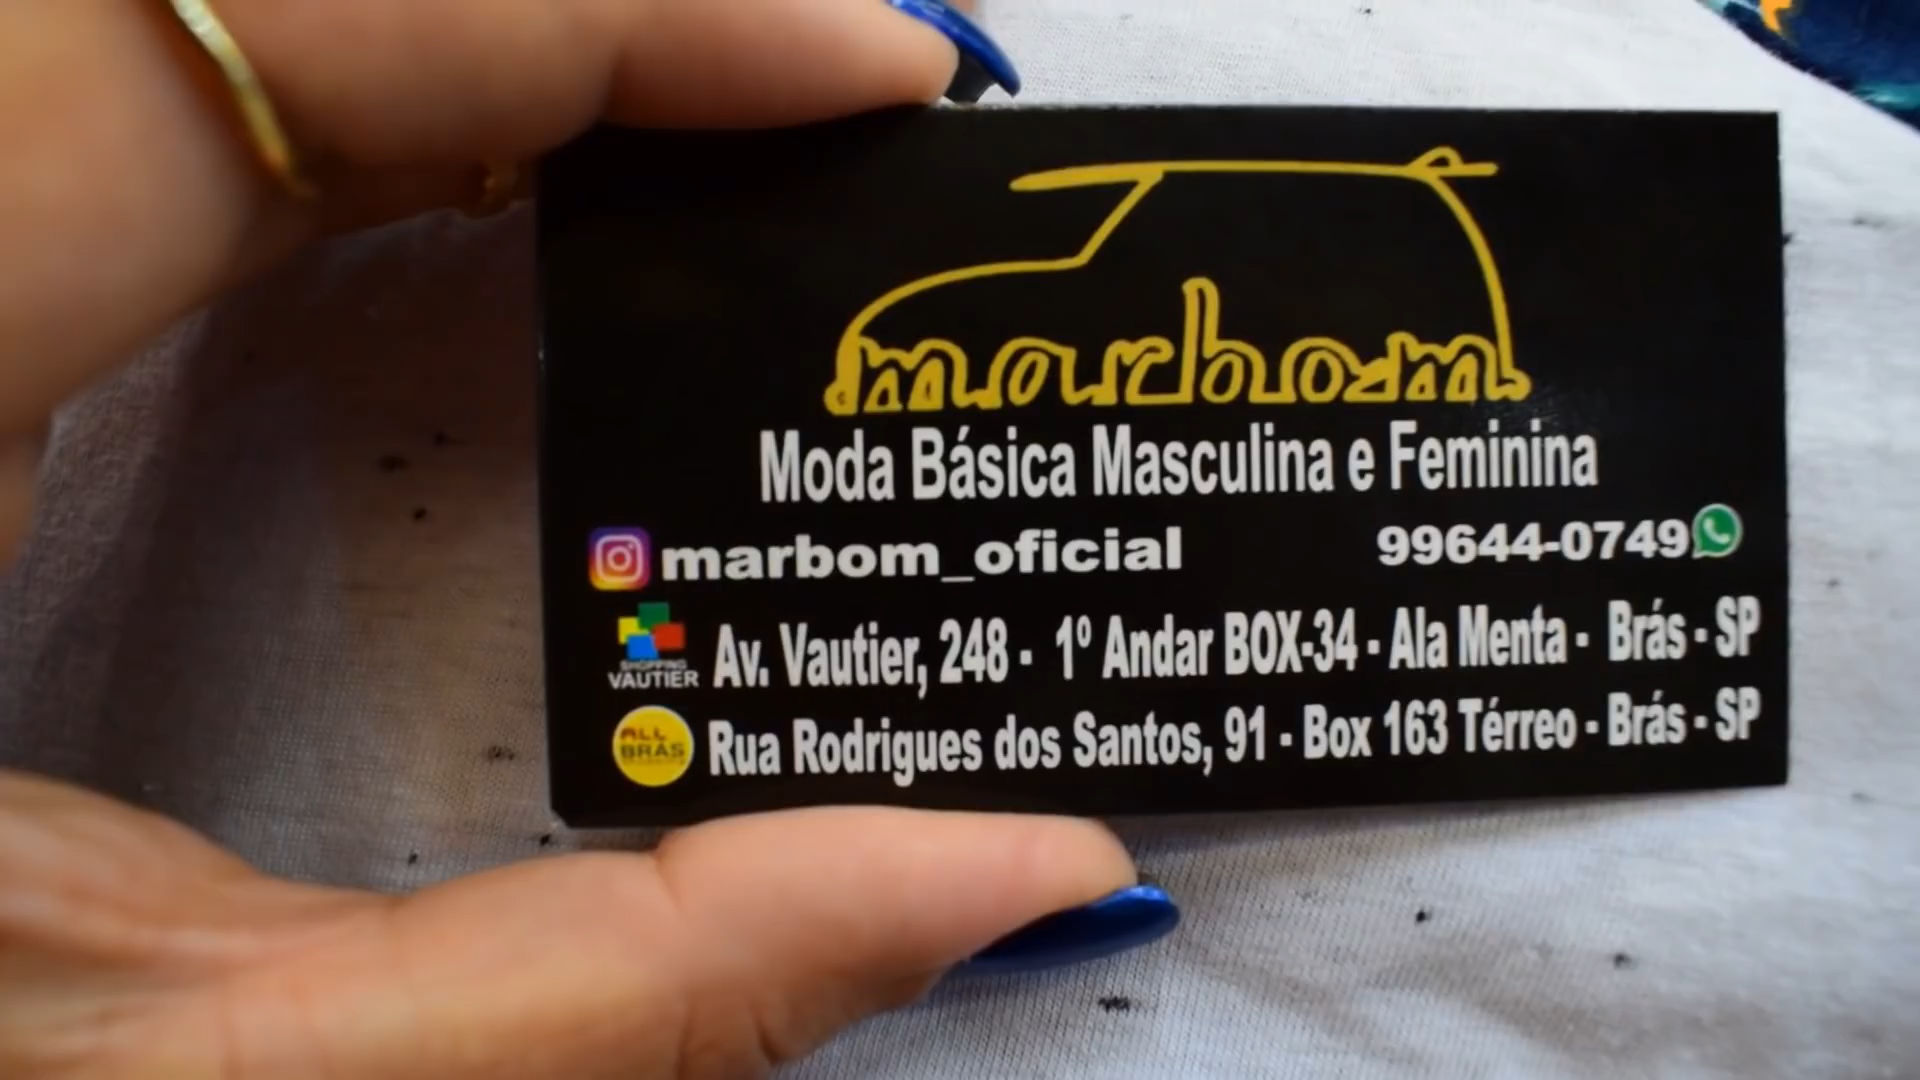 marbom
Moda Básica Masculina e Feminina
marbom_oficial 99644-0749
SHOPPING
VAUTIER
Av. Vautier, 248 - 1º Andar BOX-34 - Ala Menta - Brás - SP
ALL
BRÁS
Rua Rodrigues dos Santos, 91 - Box 163 Térreo - Brás - SP